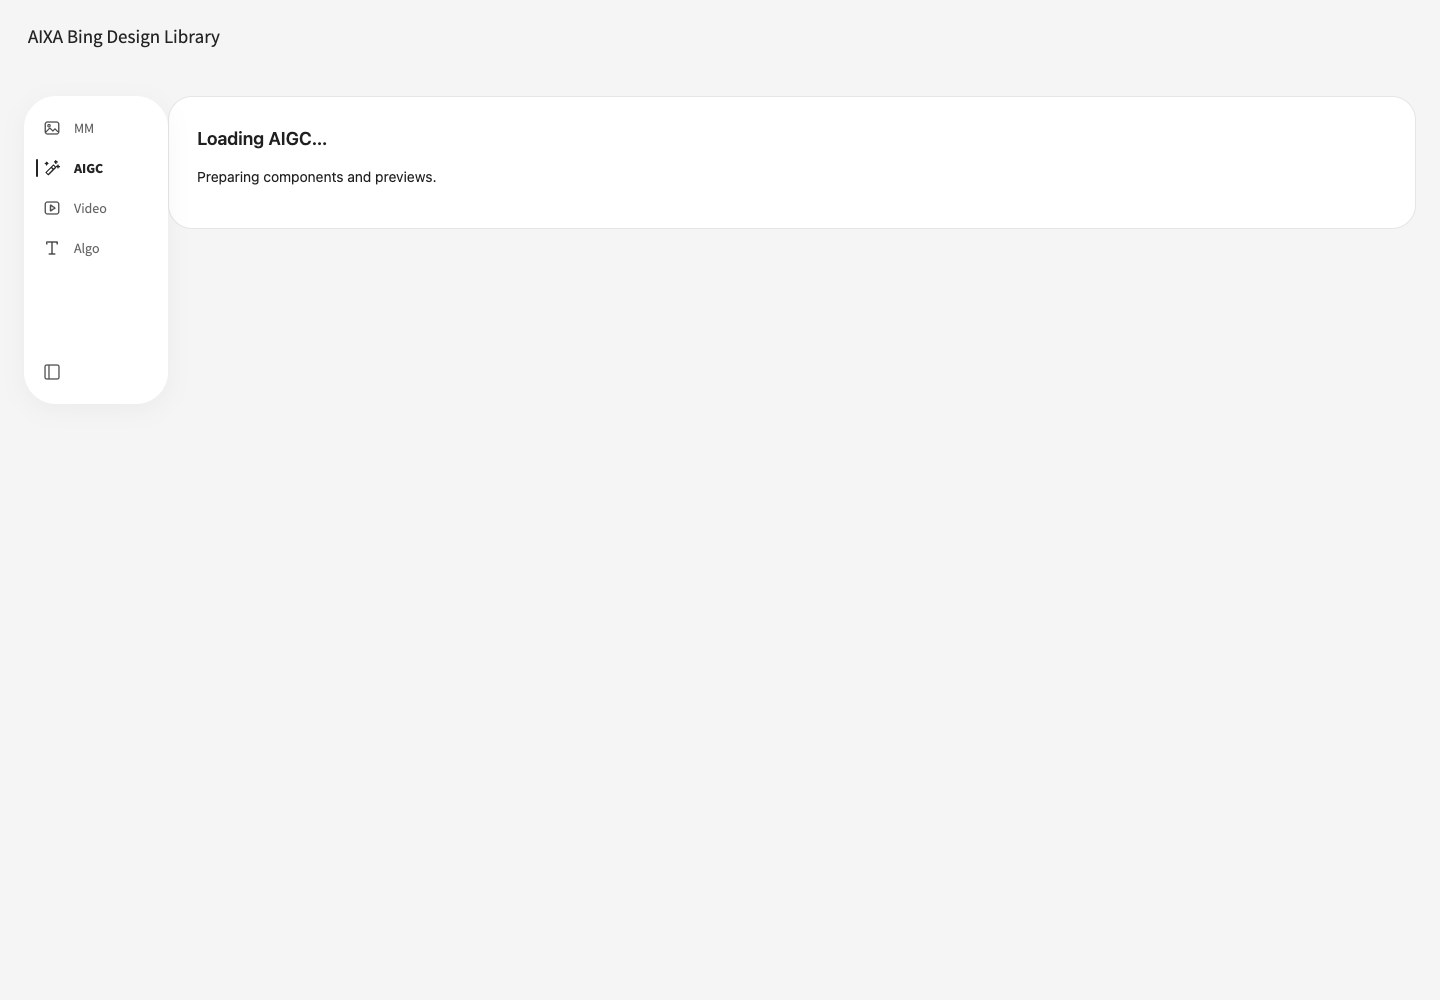 AIXA Bing Design Library
MM
AIGC
Video
Algo
Loading AIGC...
Preparing components and previews.